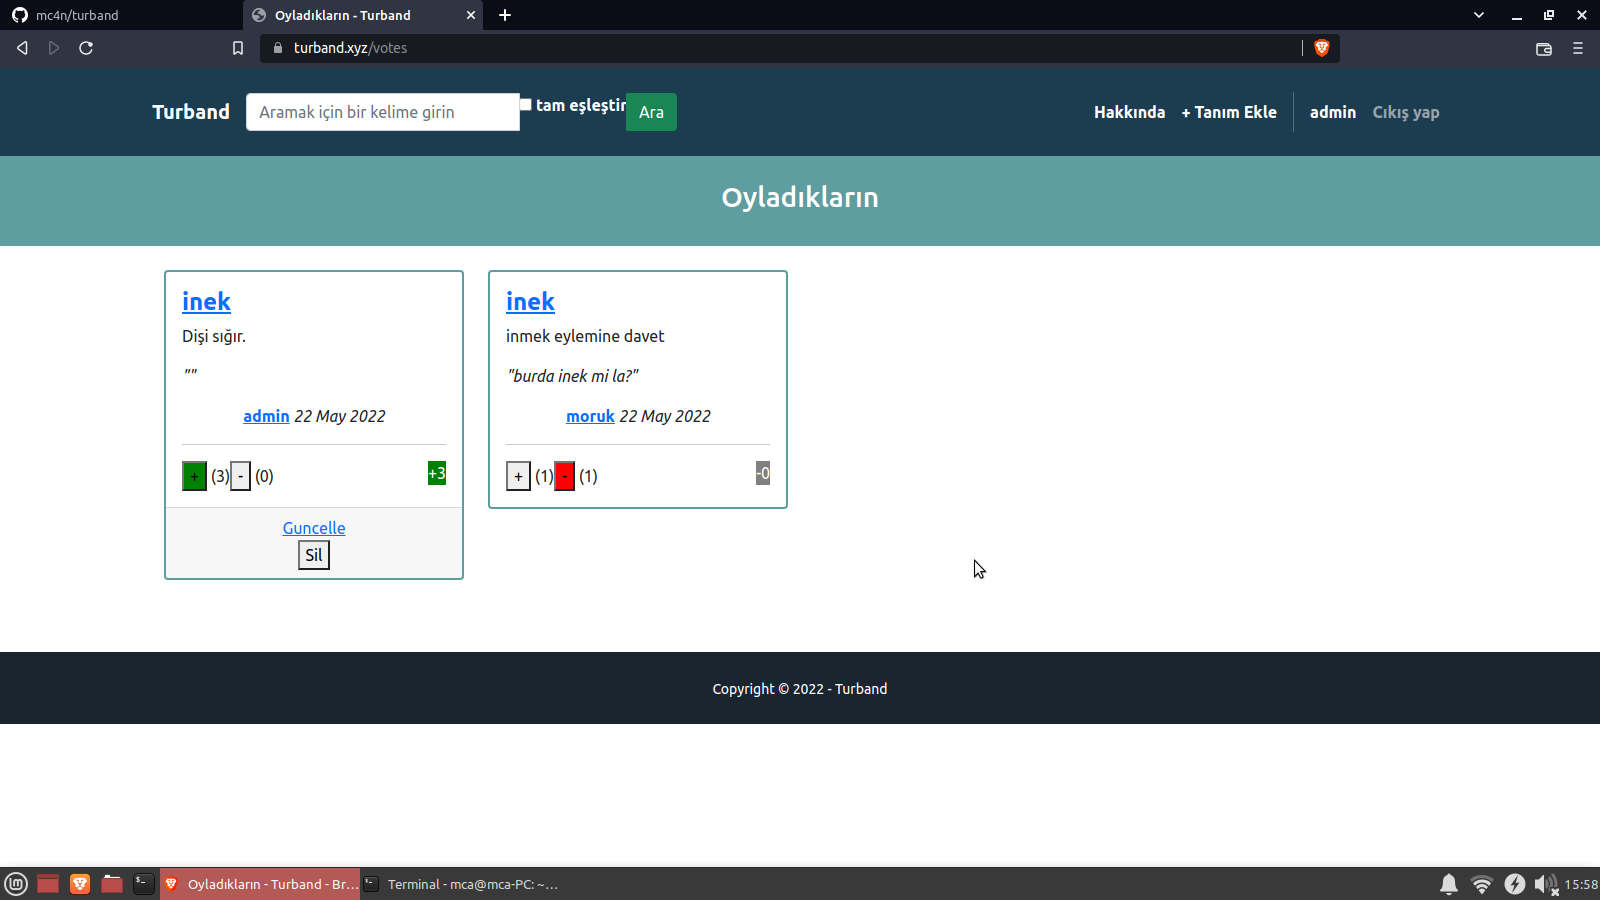 mc4n/turband
Oyladıkların - Turband
turband.xyz/votes
Turband
Aramak için bir kelime girin
tam eşleştir
Ara
Hakkında
+ Tanım Ekle
admin
Cıkış yap
Oyladıkların
inek
Dişi sığır.
""
admin 22 May 2022
+ (3) - (0)
+3
Guncelle
Sil
inek
inmek eylemine davet
"burda inek mi la?"
moruk 22 May 2022
+ (1) - (1)
-0
Copyright © 2022 - Turband
Oyladıkların - Turband - Br...
Terminal - mca@mca-PC: ~...
15:58